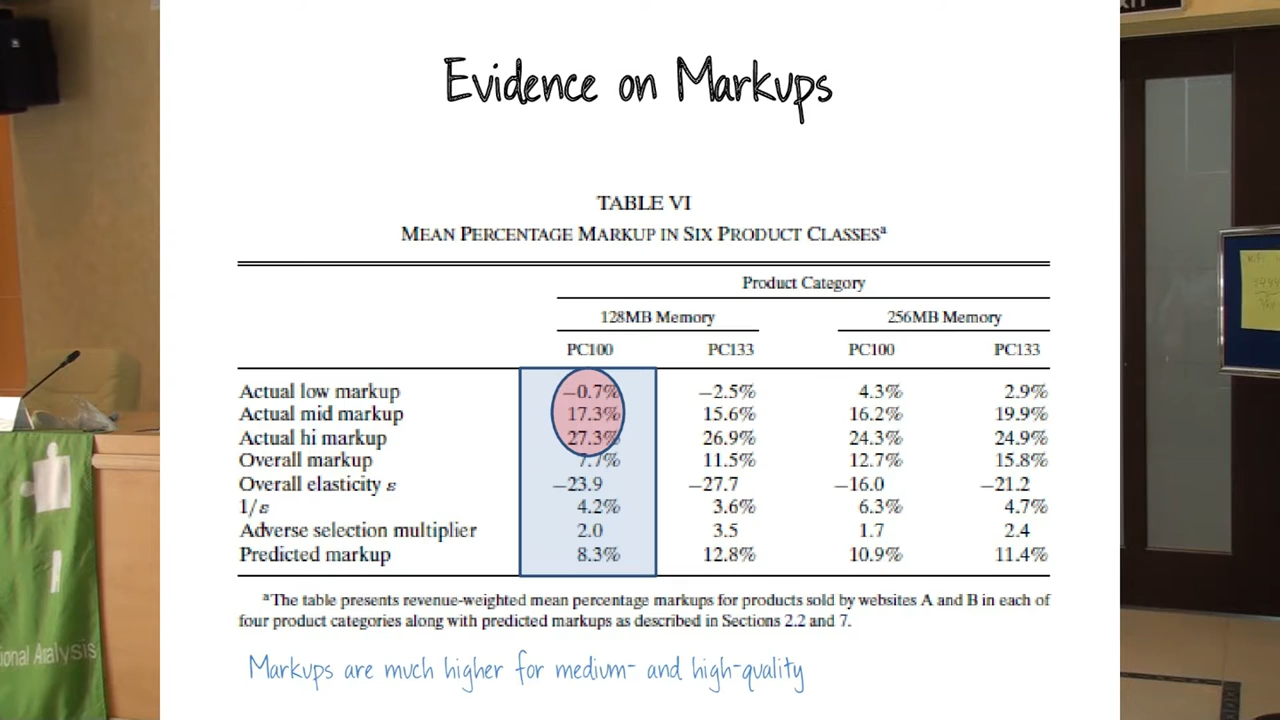 Evidence on Markups
TABLE VI
MEAN PERCENTAGE MARKUP IN SIX PRODUCT CLASSESᵃ
Product Category
128MB Memory 256MB Memory
PC100 PC133 PC100 PC133
Actual low markup −0.7% −2.5% 4.3% 2.9%
Actual mid markup 17.3% 15.6% 16.2% 19.9%
Actual hi markup 27.3% 26.9% 24.3% 24.9%
Overall markup 7.7% 11.5% 12.7% 15.8%
Overall elasticity ε −23.9 −27.7 −16.0 −21.2
1/ε 4.2% 3.6% 6.3% 4.7%
Adverse selection multiplier 2.0 3.5 1.7 2.4
Predicted markup 8.3% 12.8% 10.9% 11.4%
ᵃThe table presents revenue-weighted mean percentage markups for products sold by websites A and B in each of
four product categories along with predicted markups as described in Sections 2.2 and 7.
Markups are much higher for medium- and high-quality
ional Analysis